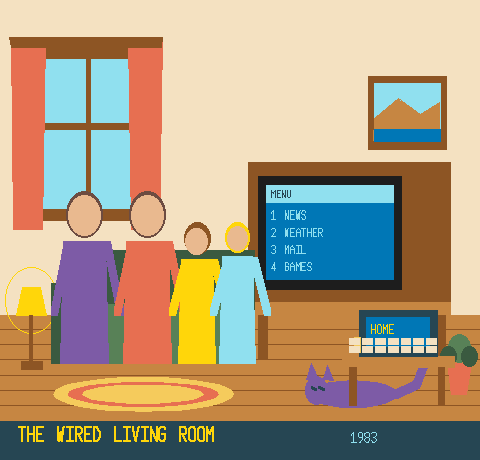 MENU
1 NEWS
2 WEATHER
3 MAIL
4 GAMES
HOME
THE WIRED LIVING ROOM
1983